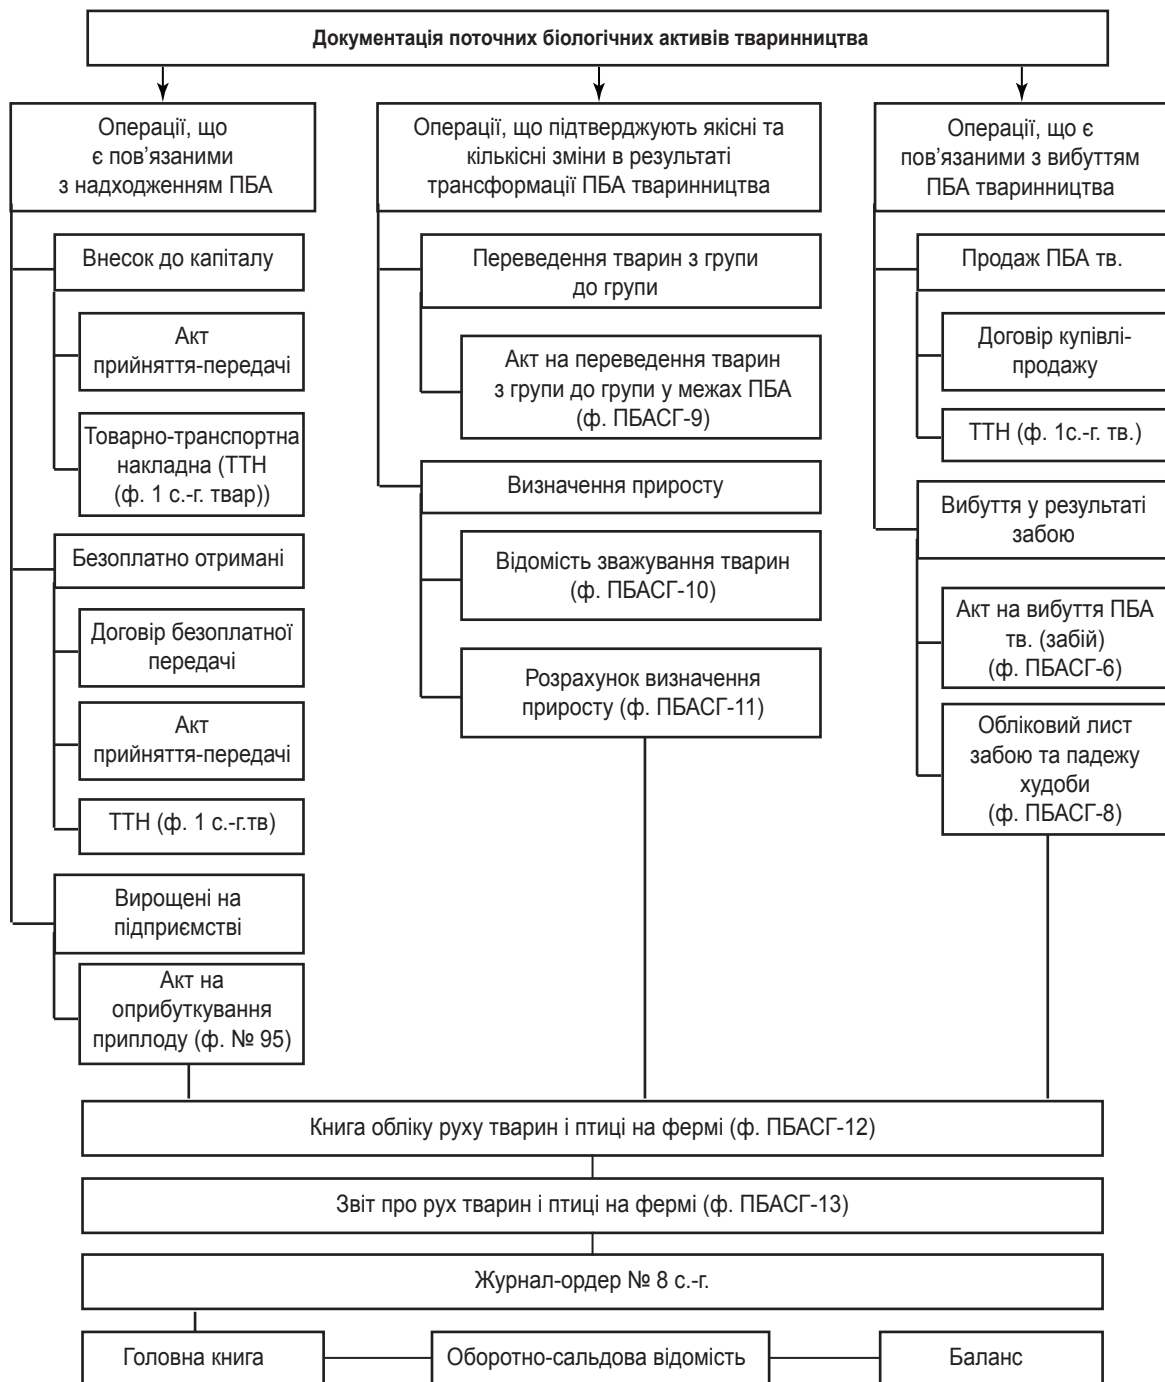 Документація поточних біологічних активів тваринництва
Операції, що
є пов’язаними
з надходженням ПБА
Внесок до капіталу
Акт
прийняття-передачі
Товарно-транспортна
накладна (ТТН
(ф. 1 с.-г. твар))
Безоплатно отримані
Договір безоплатної
передачі
Акт
прийняття-передачі
ТТН (ф. 1 с.-г.тв)
Вирощені на
підприємстві
Акт на
оприбуткування
приплоду (ф. № 95)
Операції, що підтверджують якісні та
кількісні зміни в результаті
трансформації ПБА тваринництва
Переведення тварин з групи
до групи
Акт на переведення тварин
з групи до групи у межах ПБА
(ф. ПБАСГ-9)
Визначення приросту
Відомість зважування тварин
(ф. ПБАСГ-10)
Розрахунок визначення
приросту (ф. ПБАСГ-11)
Операції, що є
пов’язаними з вибуттям
ПБА тваринництва
Продаж ПБА тв.
Договір купівлі-
продажу
ТТН (ф. 1с.-г. тв.)
Вибуття у результаті
забою
Акт на вибуття ПБА
тв. (забій)
(ф. ПБАСГ-6)
Обліковий лист
забою та падежу
худоби
(ф. ПБАСГ-8)
Книга обліку руху тварин і птиці на фермі (ф. ПБАСГ-12)
Звіт про рух тварин і птиці на фермі (ф. ПБАСГ-13)
Журнал-ордер № 8 с.-г.
Головна книга
Оборотно-сальдова відомість
Баланс